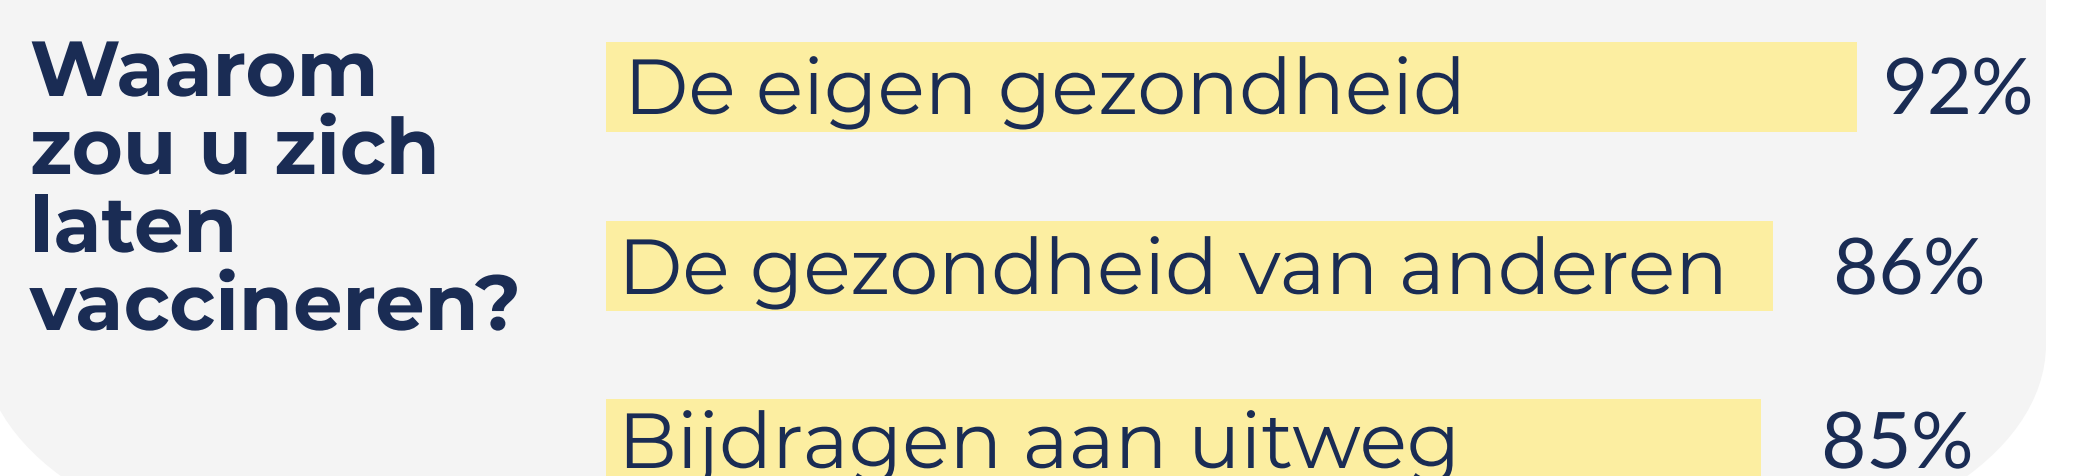 Waarom
zou u zich
laten
vaccineren?
De eigen gezondheid 92%
De gezondheid van anderen 86%
Bijdragen aan uitweg 85%